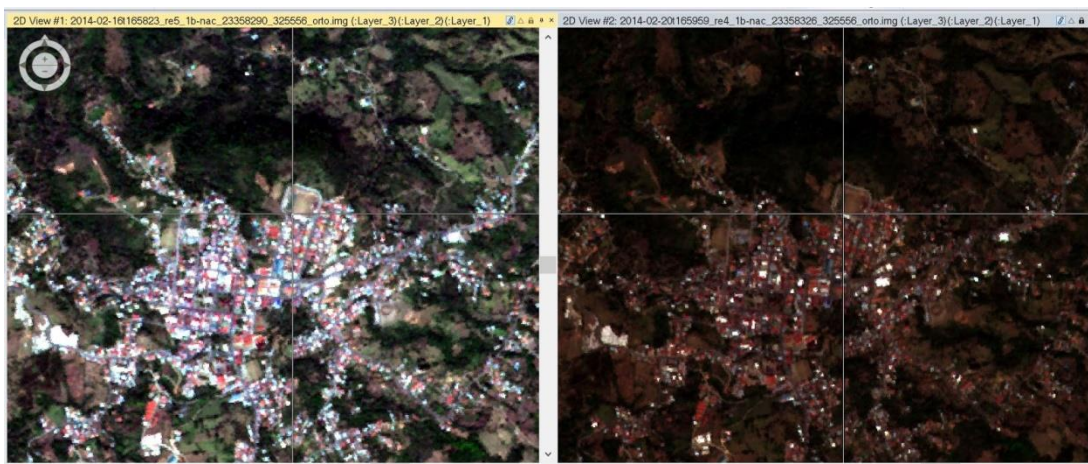 2D View #1: 2014-02-16t165823_re5_1b-nac_23358290_325556_orto.img (:Layer_3)(:Layer_2)(:Layer_1)
2D View #2: 2014-02-20t165959_re4_1b-nac_23358326_325556_orto.img (:Layer_3)(:Layer_2)(:Layer_1)